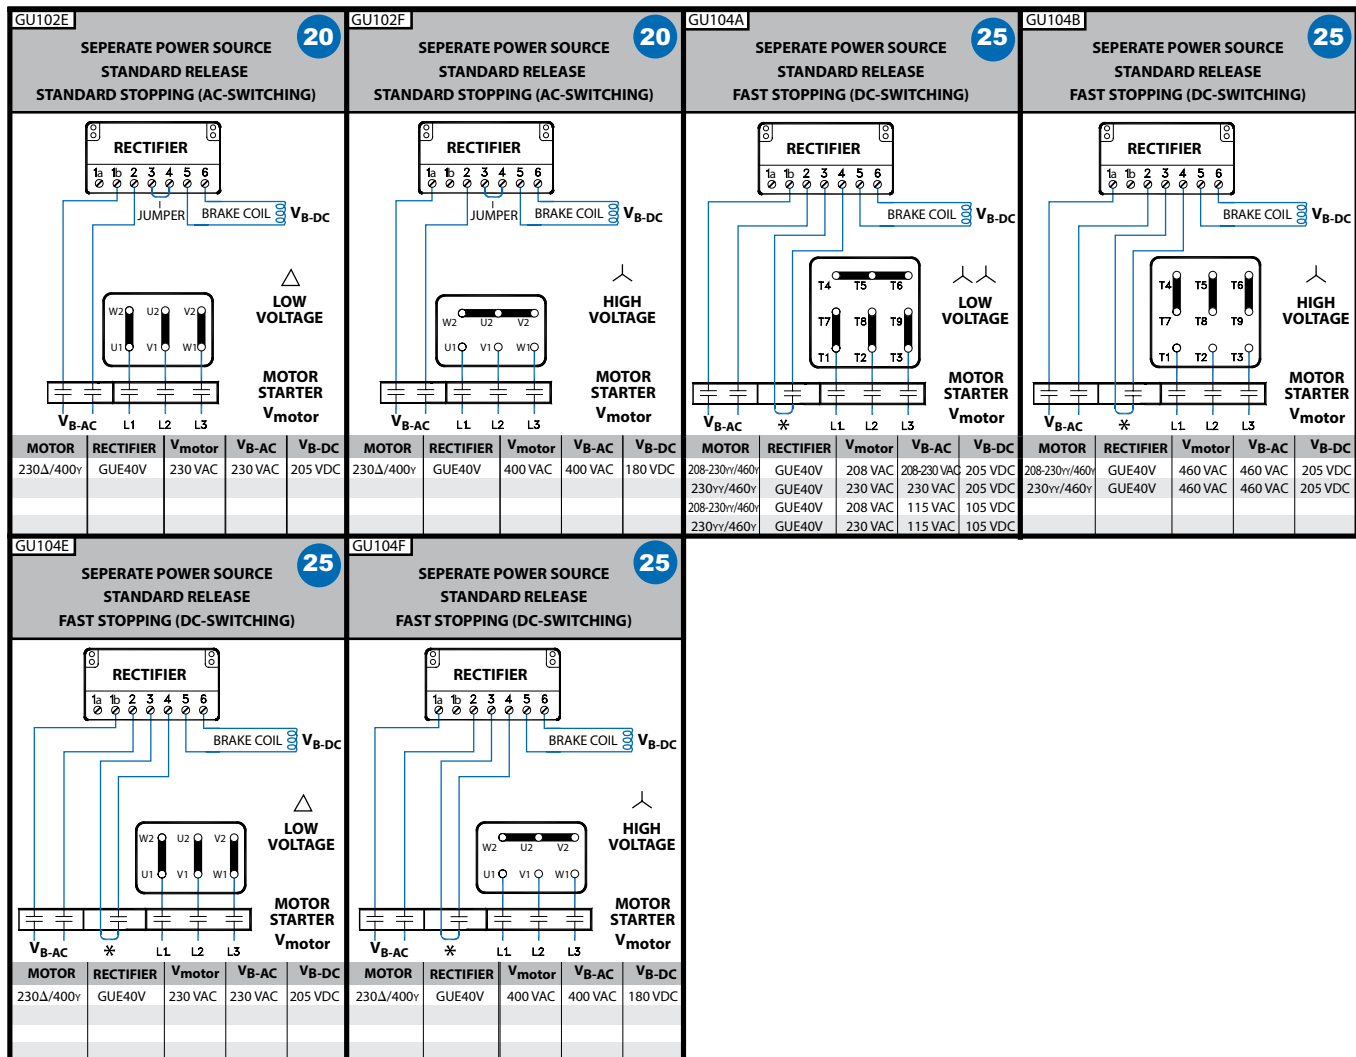 GU102E
20
SEPERATE POWER SOURCE
STANDARD RELEASE
STANDARD STOPPING (AC-SWITCHING)
RECTIFIER
1a 1b 2 3 4 5 6
JUMPER
BRAKE COIL
VB-DC
LOW
VOLTAGE
W2 U2 V2
U1 V1 W1
MOTOR
STARTER
Vmotor
VB-AC L1 L2 L3
MOTOR RECTIFIER Vmotor VB-AC VB-DC
230Δ/400Y GUE40V 230 VAC 230 VAC 205 VDC
GU102F
20
SEPERATE POWER SOURCE
STANDARD RELEASE
STANDARD STOPPING (AC-SWITCHING)
RECTIFIER
1a 1b 2 3 4 5 6
JUMPER
BRAKE COIL
VB-DC
HIGH
VOLTAGE
W2 U2 V2
U1 V1 W1
MOTOR
STARTER
Vmotor
VB-AC L1 L2 L3
MOTOR RECTIFIER Vmotor VB-AC VB-DC
230Δ/400Y GUE40V 400 VAC 400 VAC 180 VDC
GU104A
25
SEPERATE POWER SOURCE
STANDARD RELEASE
FAST STOPPING (DC-SWITCHING)
RECTIFIER
1a 1b 2 3 4 5 6
BRAKE COIL
VB-DC
T4 T5 T6
LOW
VOLTAGE
T7 T8 T9
T1 T2 T3
MOTOR
STARTER
Vmotor
VB-AC * L1 L2 L3
MOTOR RECTIFIER Vmotor VB-AC VB-DC
208-230YY/460Y GUE40V 208 VAC 208-230 VAC 205 VDC
230YY/460Y GUE40V 230 VAC 230 VAC 205 VDC
208-230YY/460Y GUE40V 208 VAC 115 VAC 105 VDC
230YY/460Y GUE40V 230 VAC 115 VAC 105 VDC
GU104B
25
SEPERATE POWER SOURCE
STANDARD RELEASE
FAST STOPPING (DC-SWITCHING)
RECTIFIER
1a 1b 2 3 4 5 6
BRAKE COIL
VB-DC
T4 T5 T6
HIGH
VOLTAGE
T7 T8 T9
T1 T2 T3
MOTOR
STARTER
Vmotor
VB-AC * L1 L2 L3
MOTOR RECTIFIER Vmotor VB-AC VB-DC
208-230YY/460Y GUE40V 460 VAC 460 VAC 205 VDC
230YY/460Y GUE40V 460 VAC 460 VAC 205 VDC
GU104E
25
SEPERATE POWER SOURCE
STANDARD RELEASE
FAST STOPPING (DC-SWITCHING)
RECTIFIER
1a 1b 2 3 4 5 6
BRAKE COIL
VB-DC
LOW
VOLTAGE
W2 U2 V2
U1 V1 W1
MOTOR
STARTER
Vmotor
VB-AC * L1 L2 L3
MOTOR RECTIFIER Vmotor VB-AC VB-DC
230Δ/400Y GUE40V 230 VAC 230 VAC 205 VDC
GU104F
25
SEPERATE POWER SOURCE
STANDARD RELEASE
FAST STOPPING (DC-SWITCHING)
RECTIFIER
1a 1b 2 3 4 5 6
BRAKE COIL
VB-DC
HIGH
VOLTAGE
W2 U2 V2
U1 V1 W1
MOTOR
STARTER
Vmotor
VB-AC * L1 L2 L3
MOTOR RECTIFIER Vmotor VB-AC VB-DC
230Δ/400Y GUE40V 400 VAC 400 VAC 180 VDC